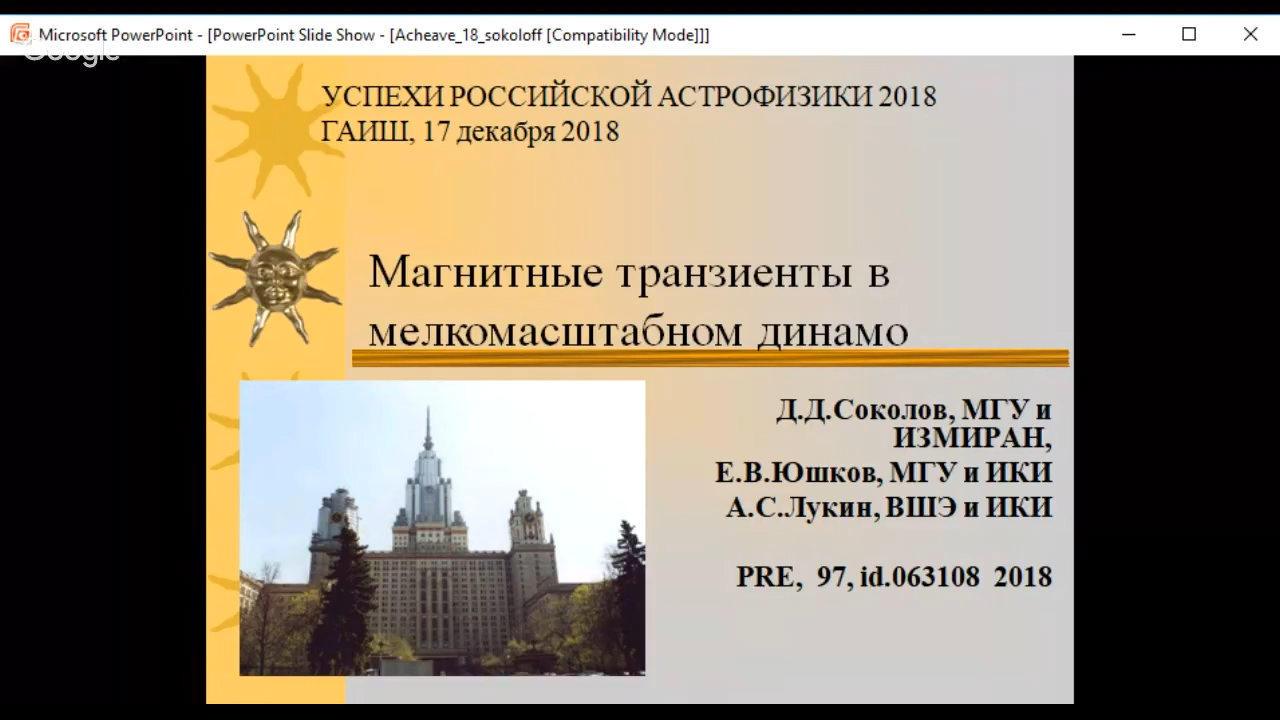 Microsoft PowerPoint - [PowerPoint Slide Show - [Acheave_18_sokoloff [Compatibility Mode]]]
Google
УСПЕХИ РОССИЙСКОЙ АСТРОФИЗИКИ 2018
ГАИШ, 17 декабря 2018
Магнитные транзиенты в
мелкомасштабном динамо
Д.Д.Соколов, МГУ и
ИЗМИРАН,
Е.В.Юшков, МГУ и ИКИ
А.С.Лукин, ВШЭ и ИКИ
PRE, 97, id.063108 2018